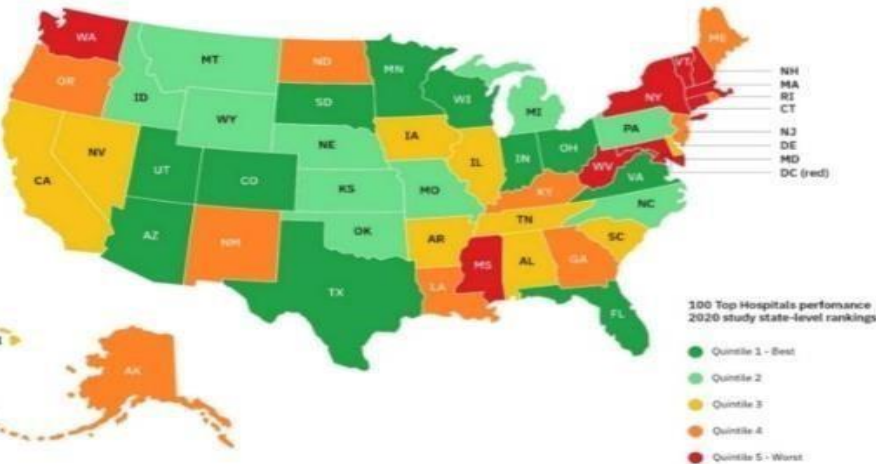 WA
ME
MT
ND
VT
MN
OR
NH
ID
SD
WI
MA
NY
RI
WY
MI
CT
PA
IA
NJ
NE
NV
OH
DE
IL
IN
UT
MD
WV
CO
VA
DC (red)
CA
KS
MO
KY
NC
TN
OK
AZ
NM
AR
SC
MS
AL
GA
TX
LA
100 Top Hospitals perfomance
2020 study state-level rankings
FL
Quintile 1 - Best
AK
Quintile 2
Quintile 3
Quintile 4
Quintile 5 - Worst